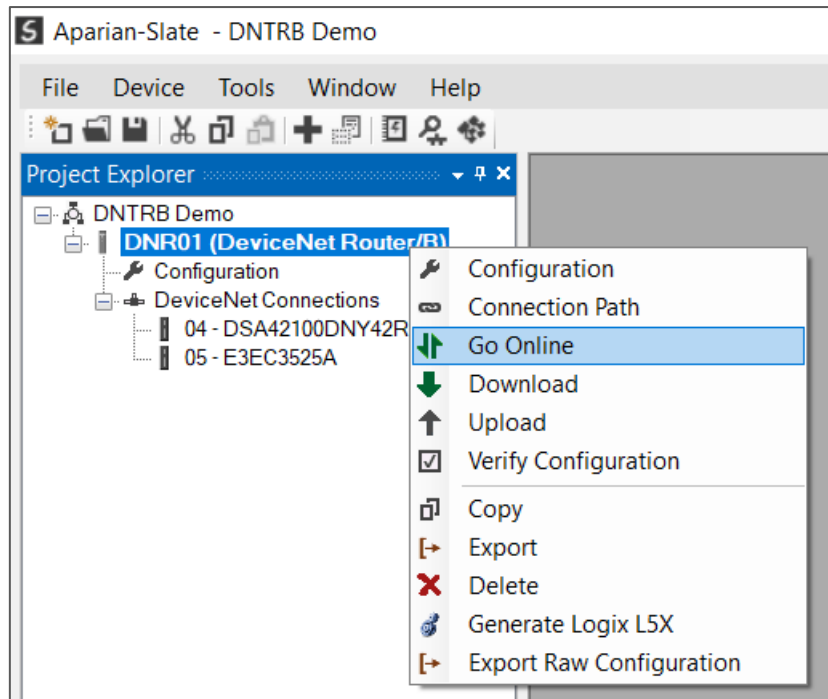 Aparian-Slate - DNTRB Demo
File Device Tools Window Help
Project Explorer
DNTRB Demo
DNR01 (DeviceNet Router/B)
Configuration
DeviceNet Connections
04 - DSA42100DNY42R
05 - E3EC3525A
Configuration
Connection Path
Go Online
Download
Upload
Verify Configuration
Copy
Export
Delete
Generate Logix L5X
Export Raw Configuration